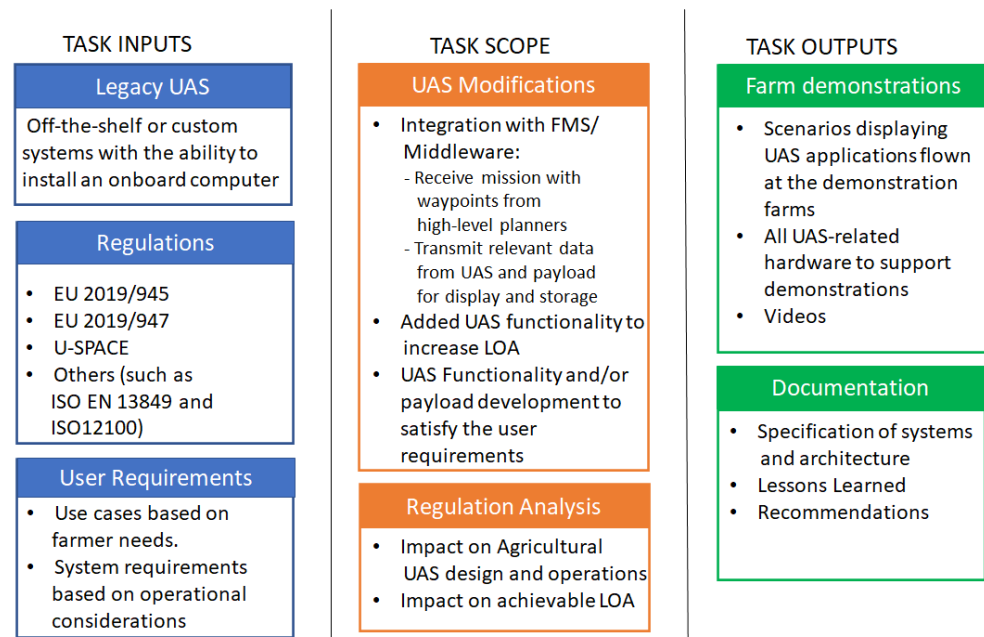 TASK INPUTS
Legacy UAS
Off-the-shelf or custom
systems with the ability to
install an onboard computer
Regulations
• EU 2019/945
• EU 2019/947
• U-SPACE
• Others (such as
ISO EN 13849 and
ISO12100)
User Requirements
• Use cases based on
farmer needs.
• System requirements
based on operational
considerations
TASK SCOPE
UAS Modifications
• Integration with FMS/
Middleware:
- Receive mission with
waypoints from
high-level planners
- Transmit relevant data
from UAS and payload
for display and storage
• Added UAS functionality to
increase LOA
• UAS Functionality and/or
payload development to
satisfy the user
requirements
Regulation Analysis
• Impact on Agricultural
UAS design and operations
• Impact on achievable LOA
TASK OUTPUTS
Farm demonstrations
• Scenarios displaying
UAS applications flown
at the demonstration
farms
• All UAS-related
hardware to support
demonstrations
• Videos
Documentation
• Specification of systems
and architecture
• Lessons Learned
• Recommendations